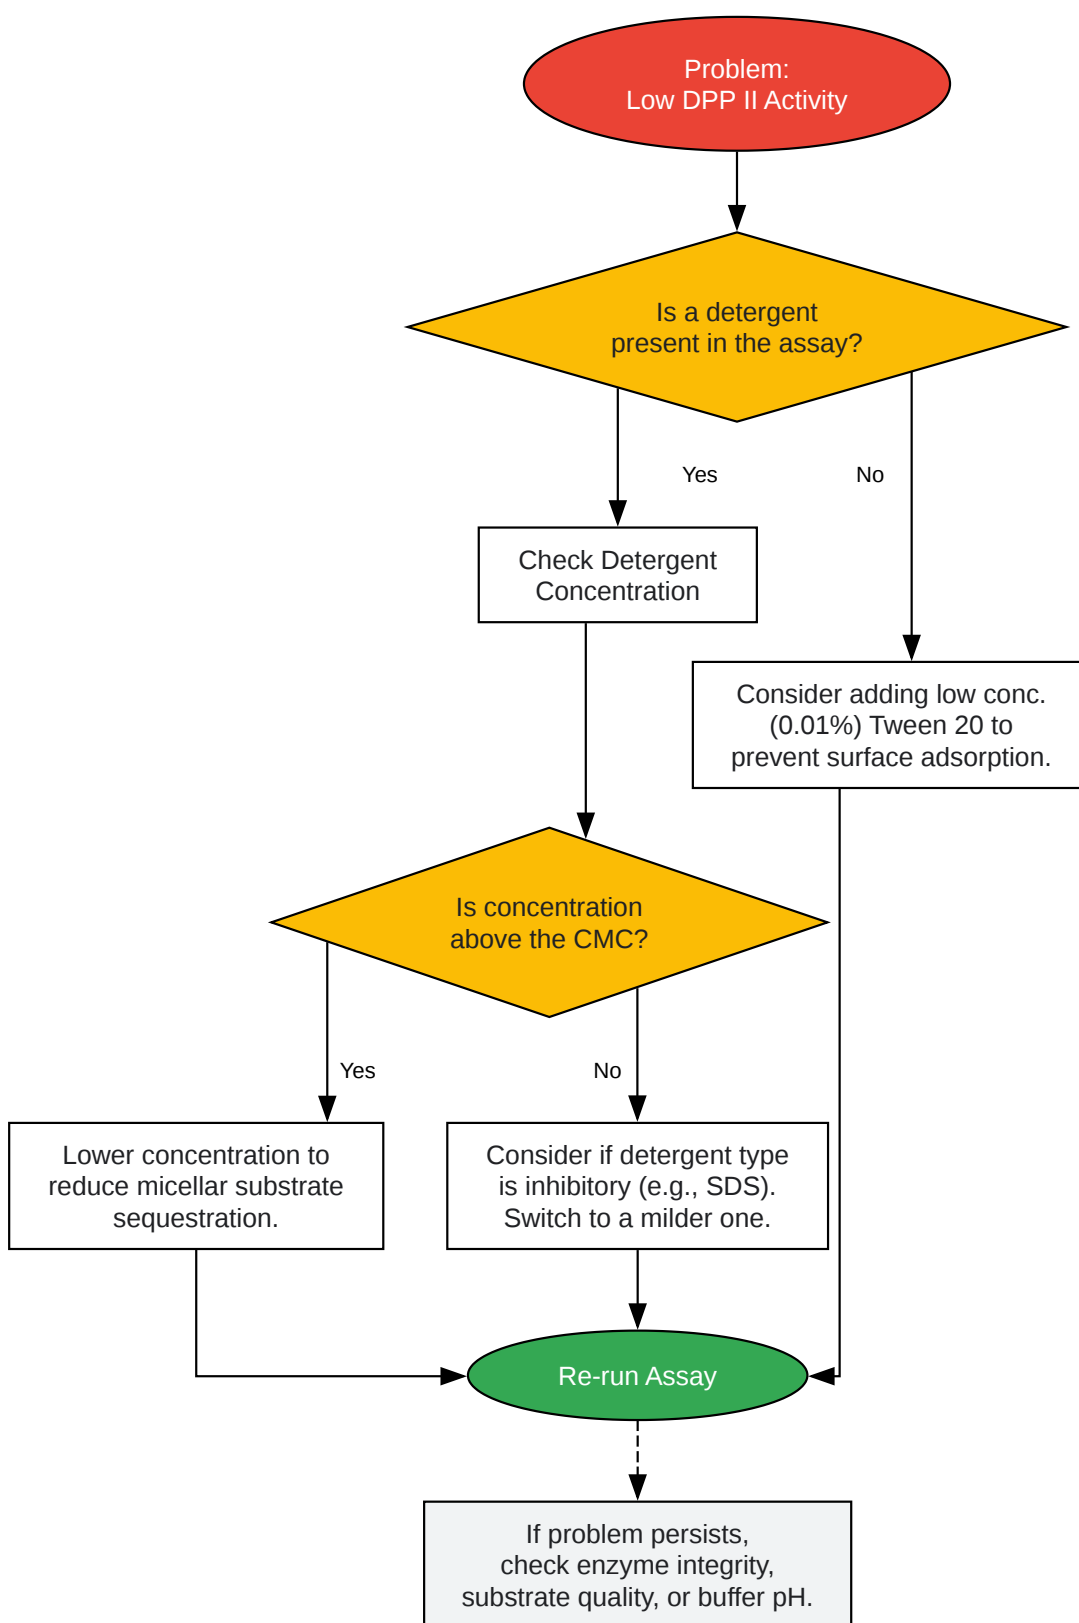 Problem:
Low DPP II Activity
Is a detergent
present in the assay?
Yes
No
Check Detergent
Concentration
Consider adding low conc.
(0.01%) Tween 20 to
prevent surface adsorption.
Is concentration
above the CMC?
Yes
No
Lower concentration to
reduce micellar substrate
sequestration.
Consider if detergent type
is inhibitory (e.g., SDS).
Switch to a milder one.
Re-run Assay
If problem persists,
check enzyme integrity,
substrate quality, or buffer pH.